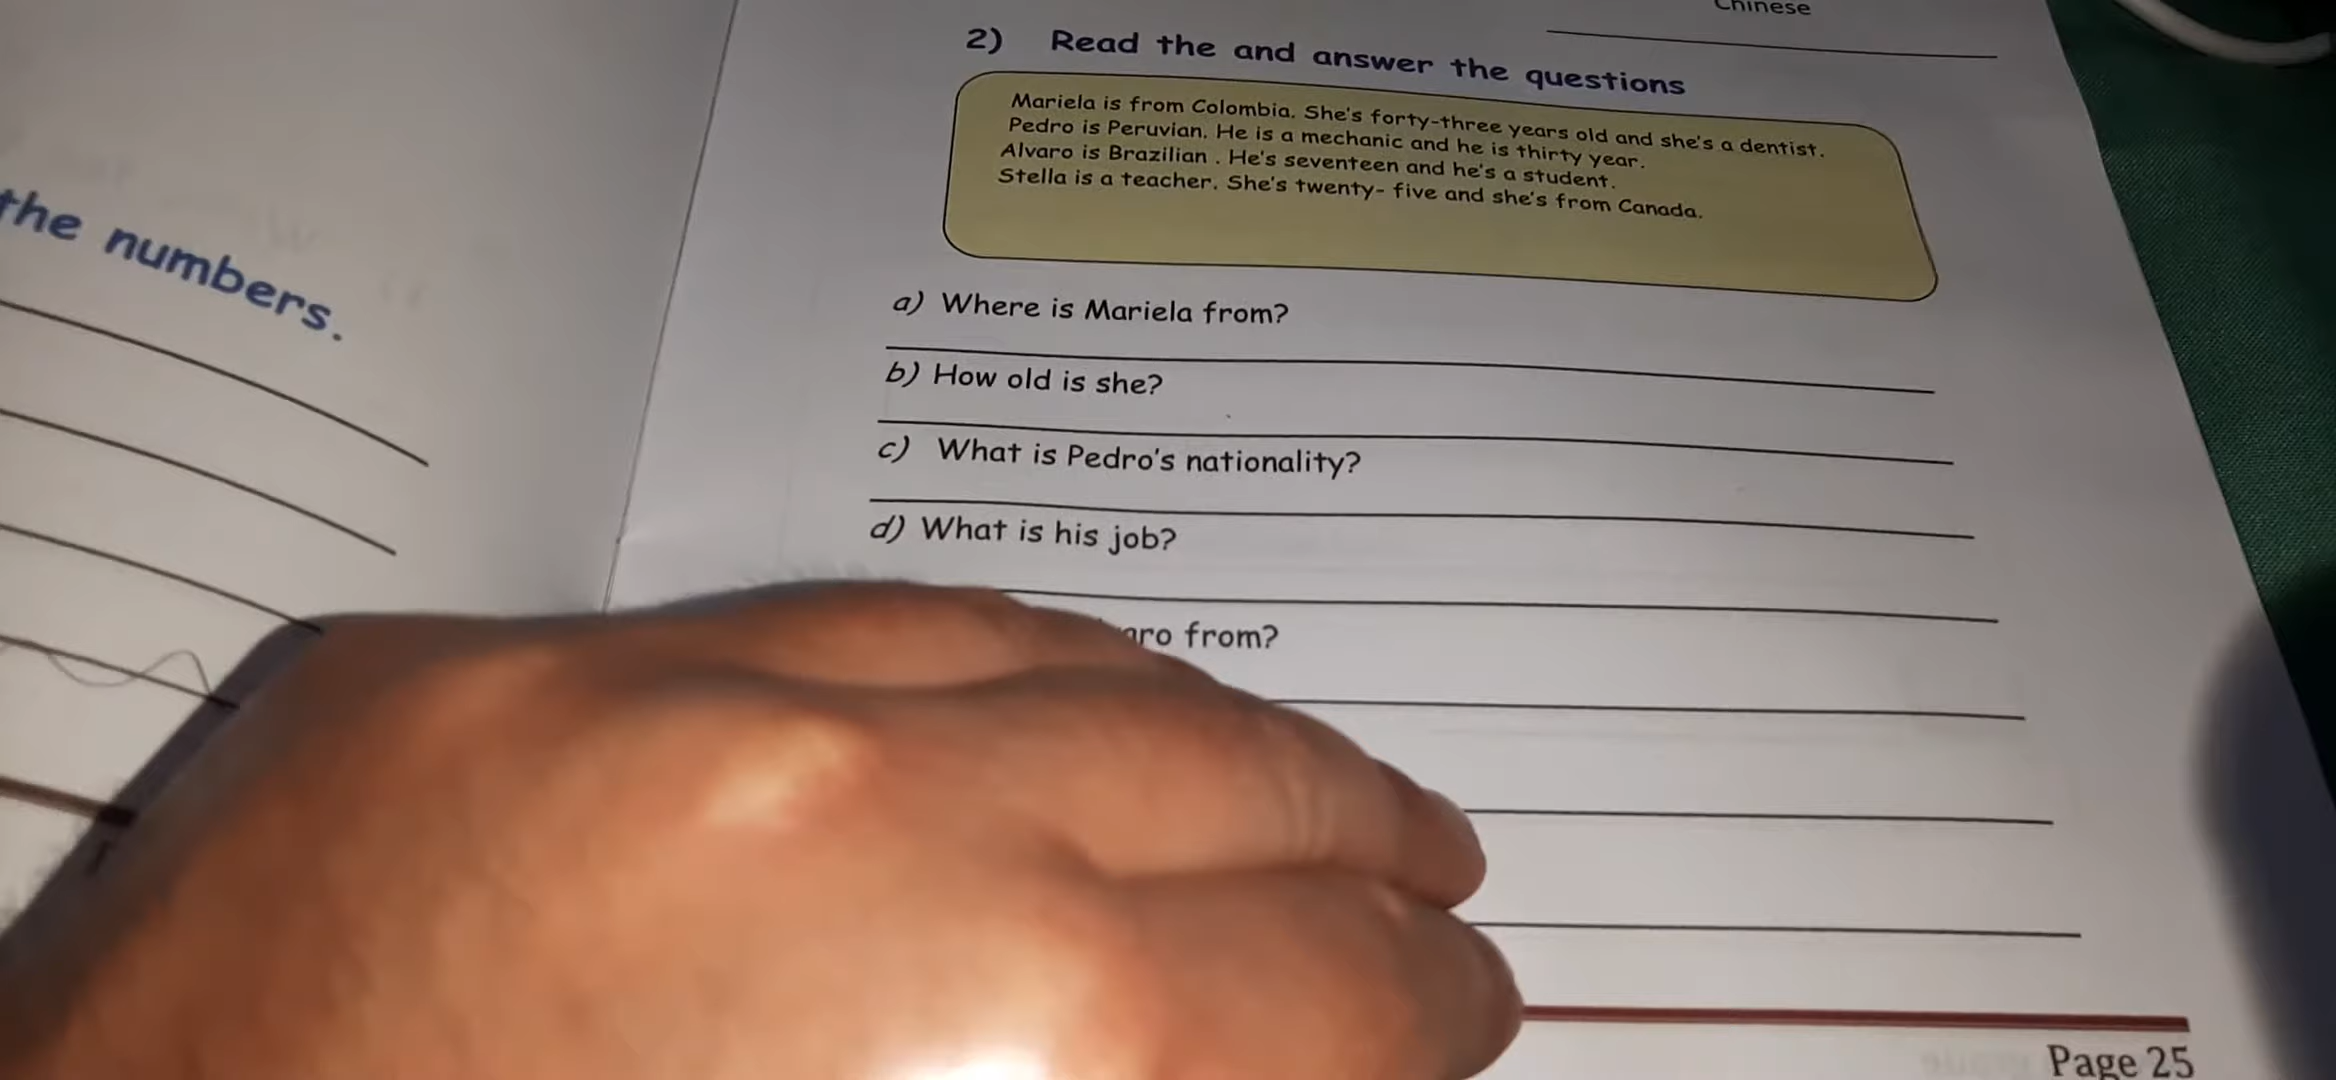 the numbers.
Chinese
2) Read the and answer the questions
Mariela is from Colombia. She's forty-three years old and she's a dentist.
Pedro is Peruvian. He is a mechanic and he is thirty year.
Alvaro is Brazilian . He's seventeen and he's a student.
Stella is a teacher. She's twenty- five and she's from Canada.
a) Where is Mariela from?
b) How old is she?
c) What is Pedro's nationality?
d) What is his job?
from?
Page 25